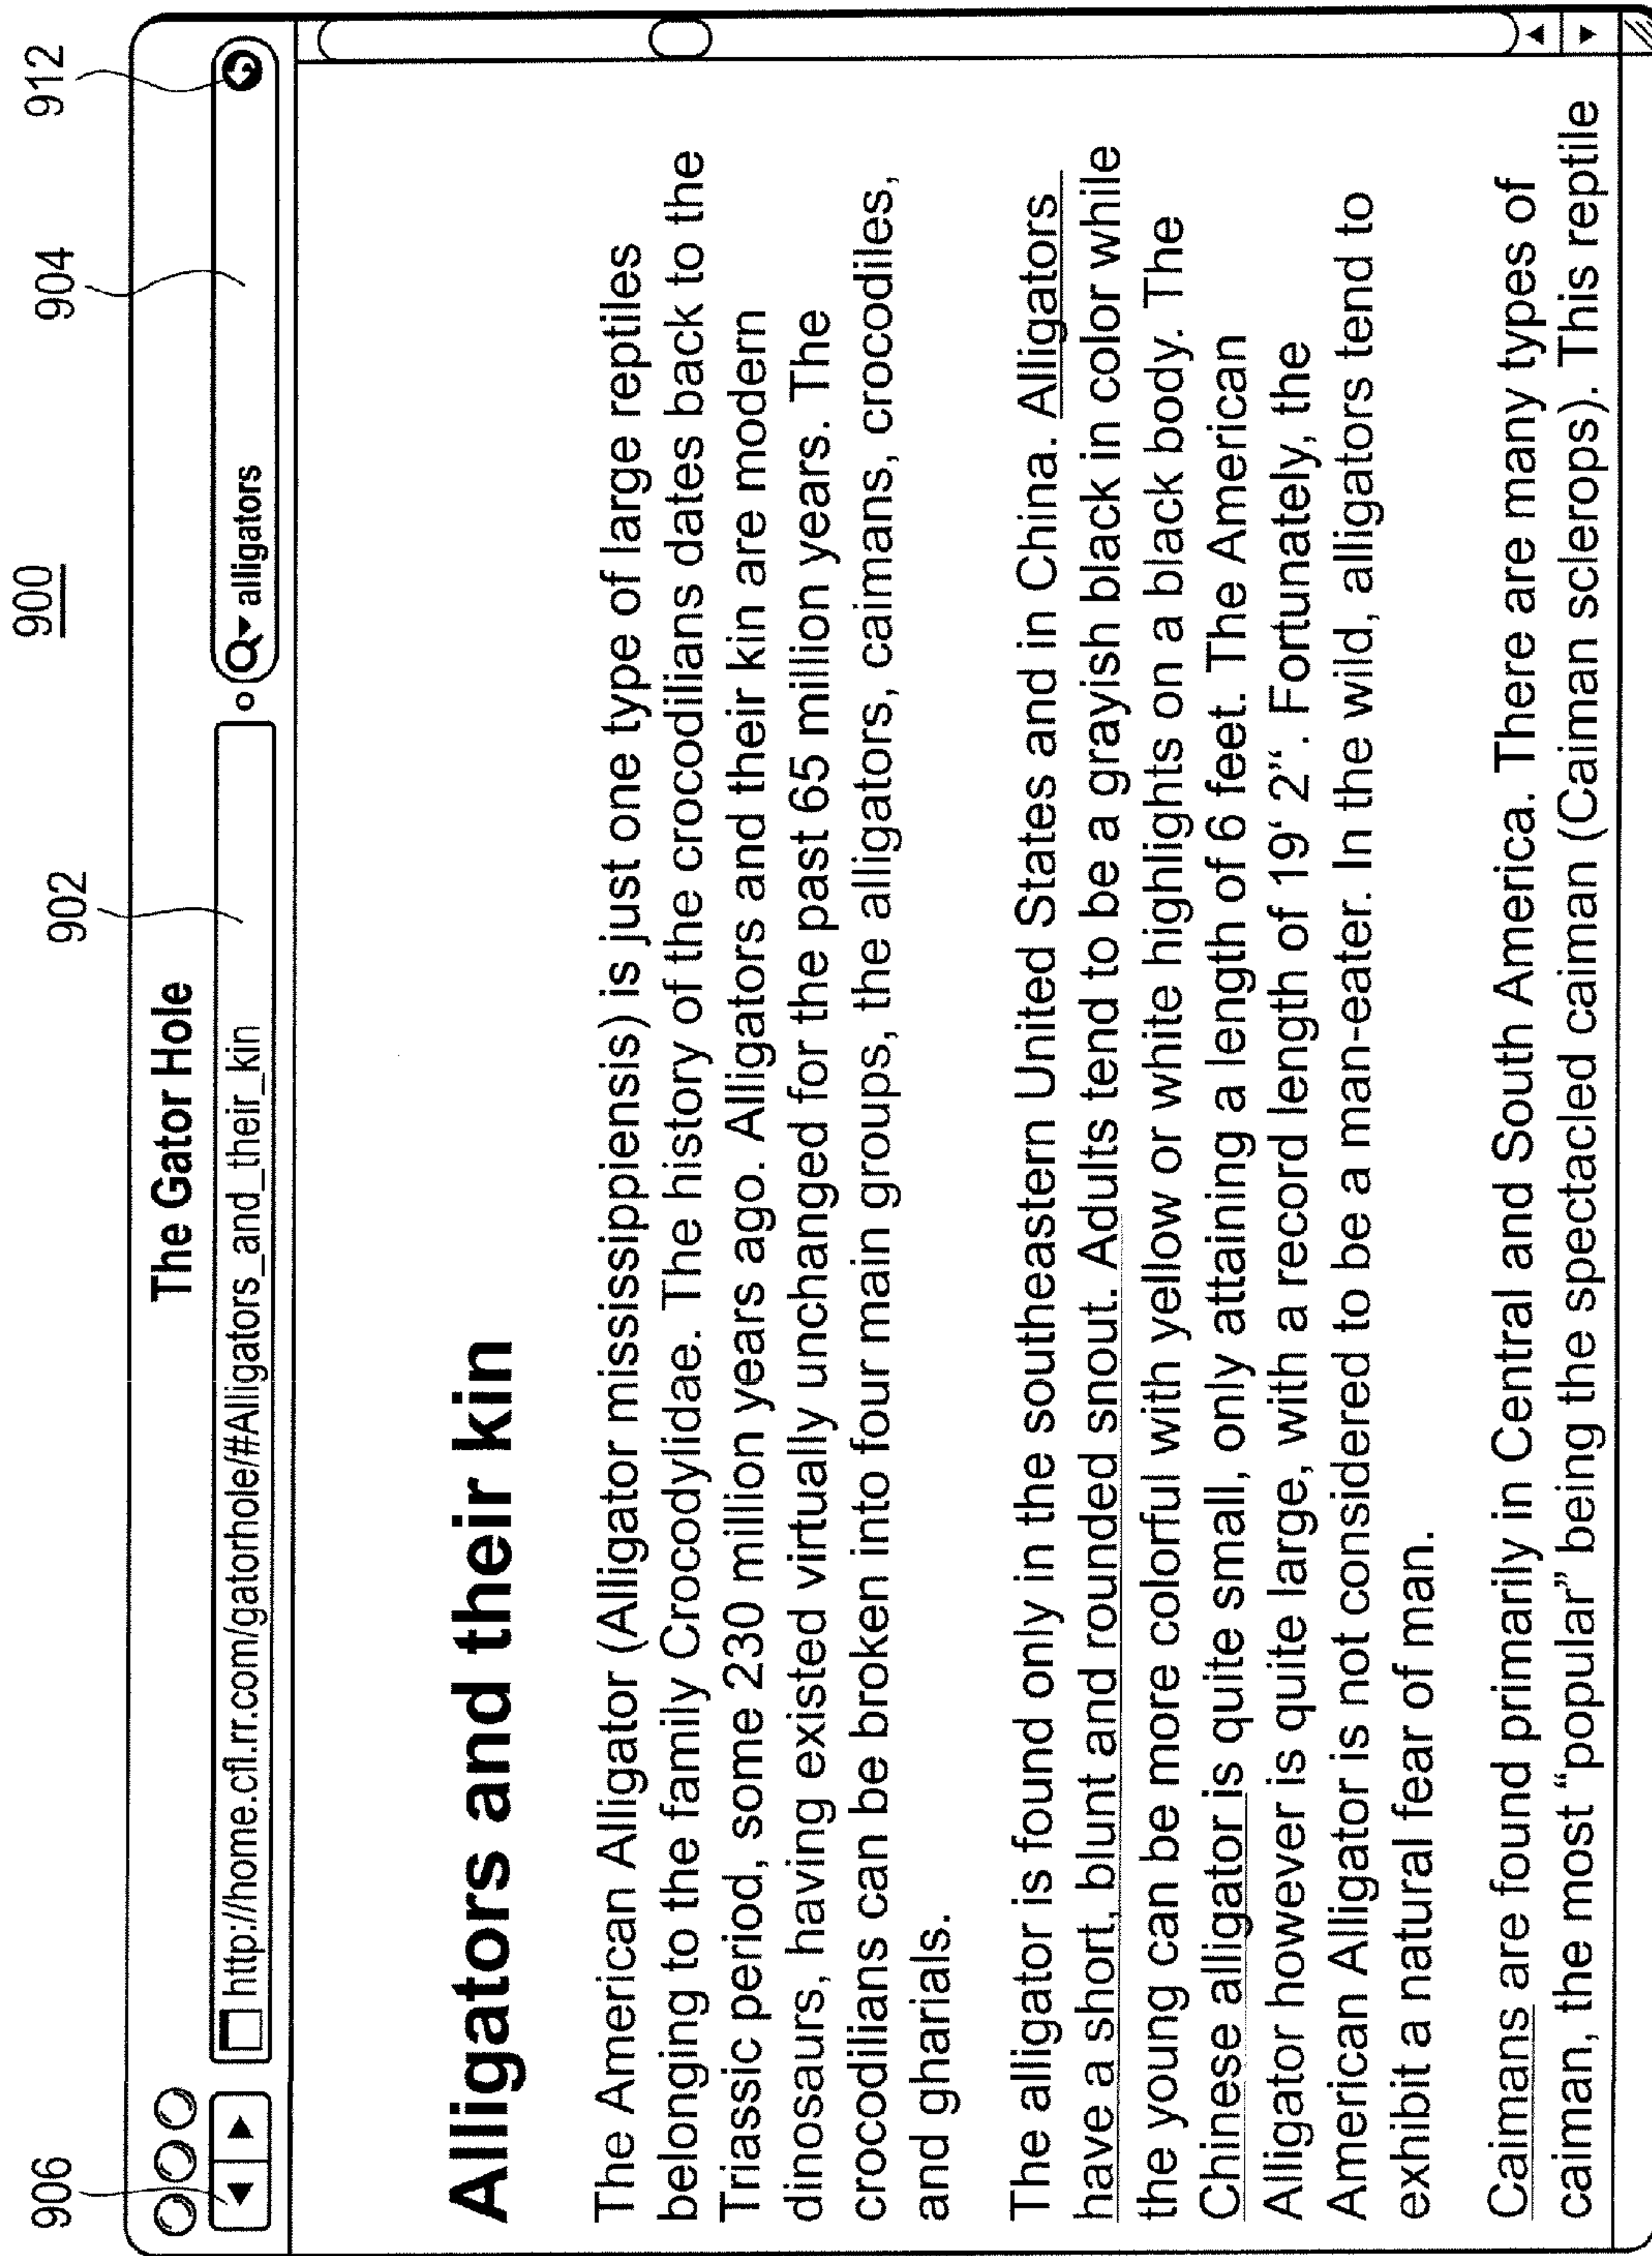 900
906
902
904
912
The Gator Hole
http://home.cfl.rr.com/gatorhole/#Alligators_and_their_kin
alligators
Alligators and their kin
The American Alligator (Alligator mississippiensis) is just one type of large reptiles
belonging to the family Crocodylidae. The history of the crocodilians dates back to the
Triassic period, some 230 million years ago. Alligators and their kin are modern
dinosaurs, having existed virtually unchanged for the past 65 million years. The
crocodilians can be broken into four main groups, the alligators, caimans, crocodiles,
and gharials.
The alligator is found only in the southeastern United States and in China. Alligators
have a short, blunt and rounded snout. Adults tend to be a grayish black in color while
the young can be more colorful with yellow or white highlights on a black body. The
Chinese alligator is quite small, only attaining a length of 6 feet. The American
Alligator however is quite large, with a record length of 19‘ 2“. Fortunately, the
American Alligator is not considered to be a man-eater. In the wild, alligators tend to
exhibit a natural fear of man.
Caimans are found primarily in Central and South America. There are many types of
caiman, the most “popular” being the spectacled caiman (Caiman sclerops). This reptile